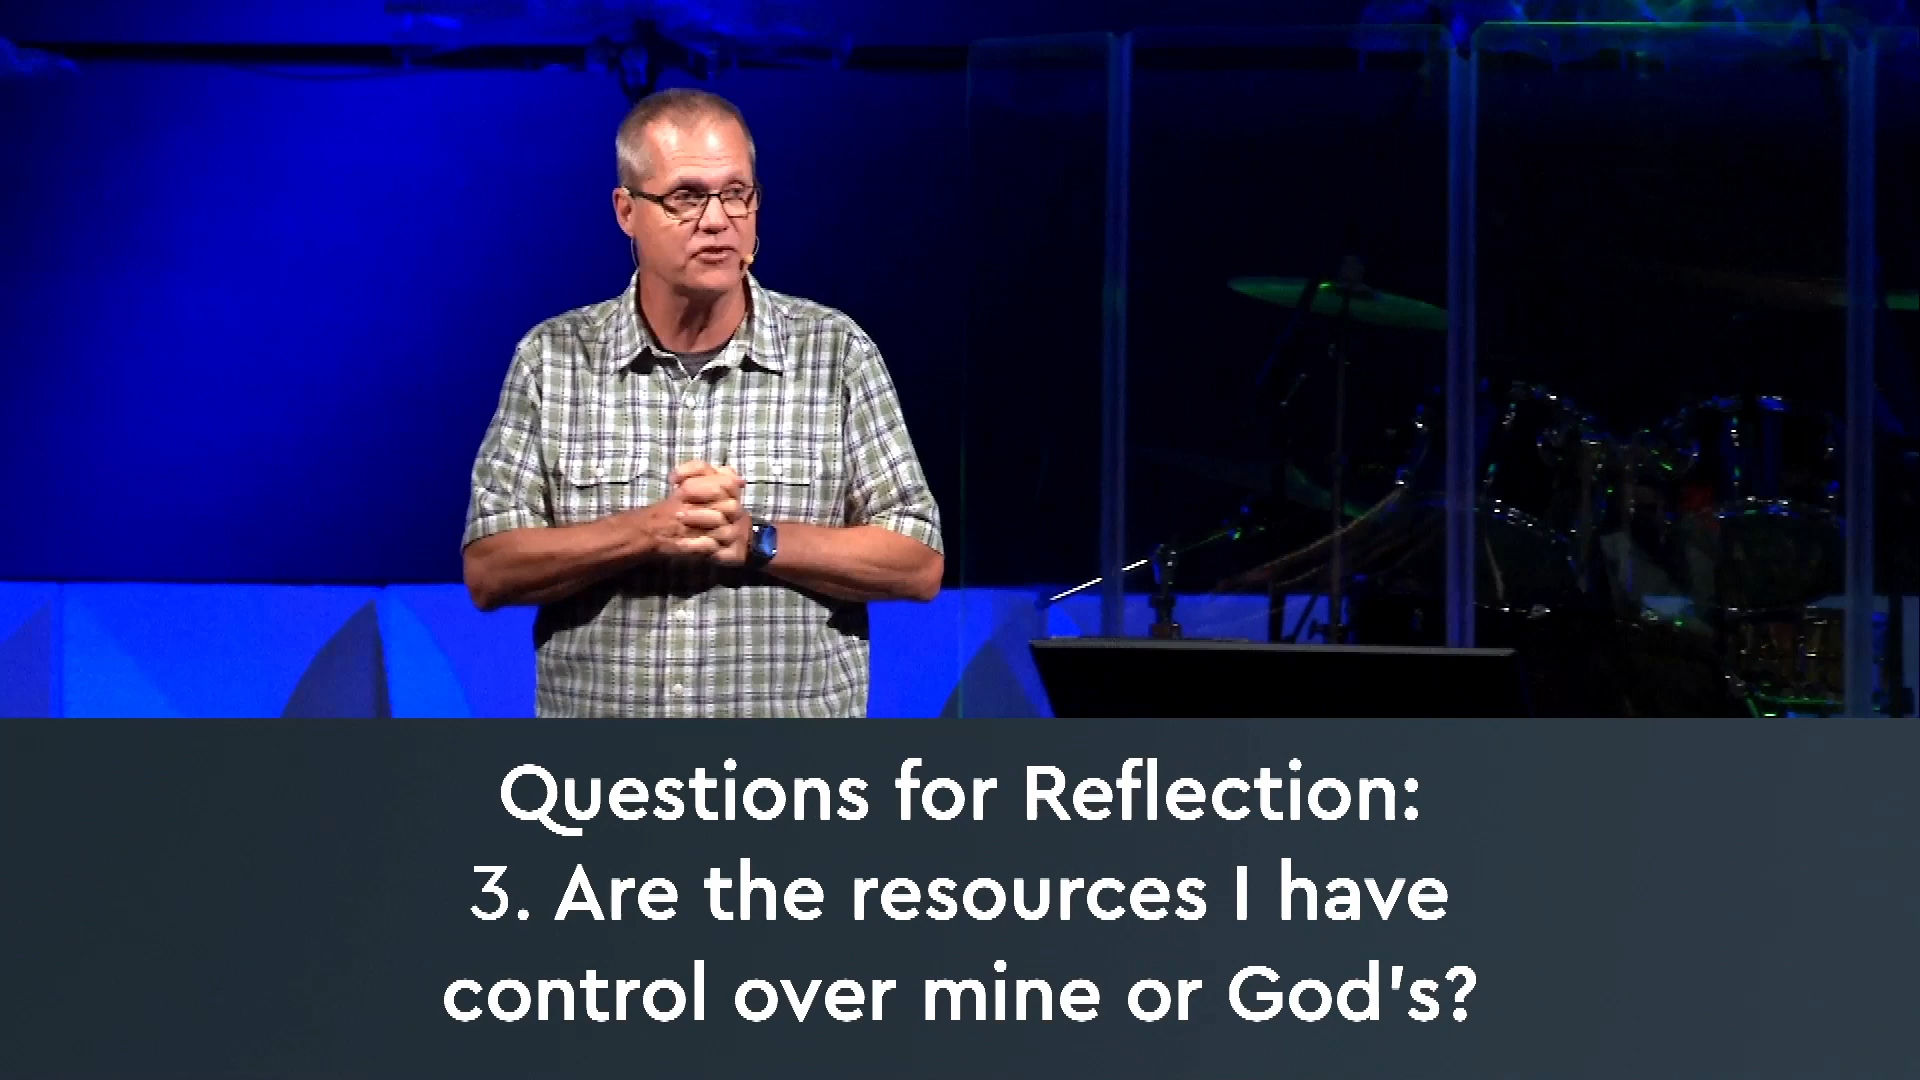 Questions for Reflection:
3. Are the resources I have
control over mine or God's?